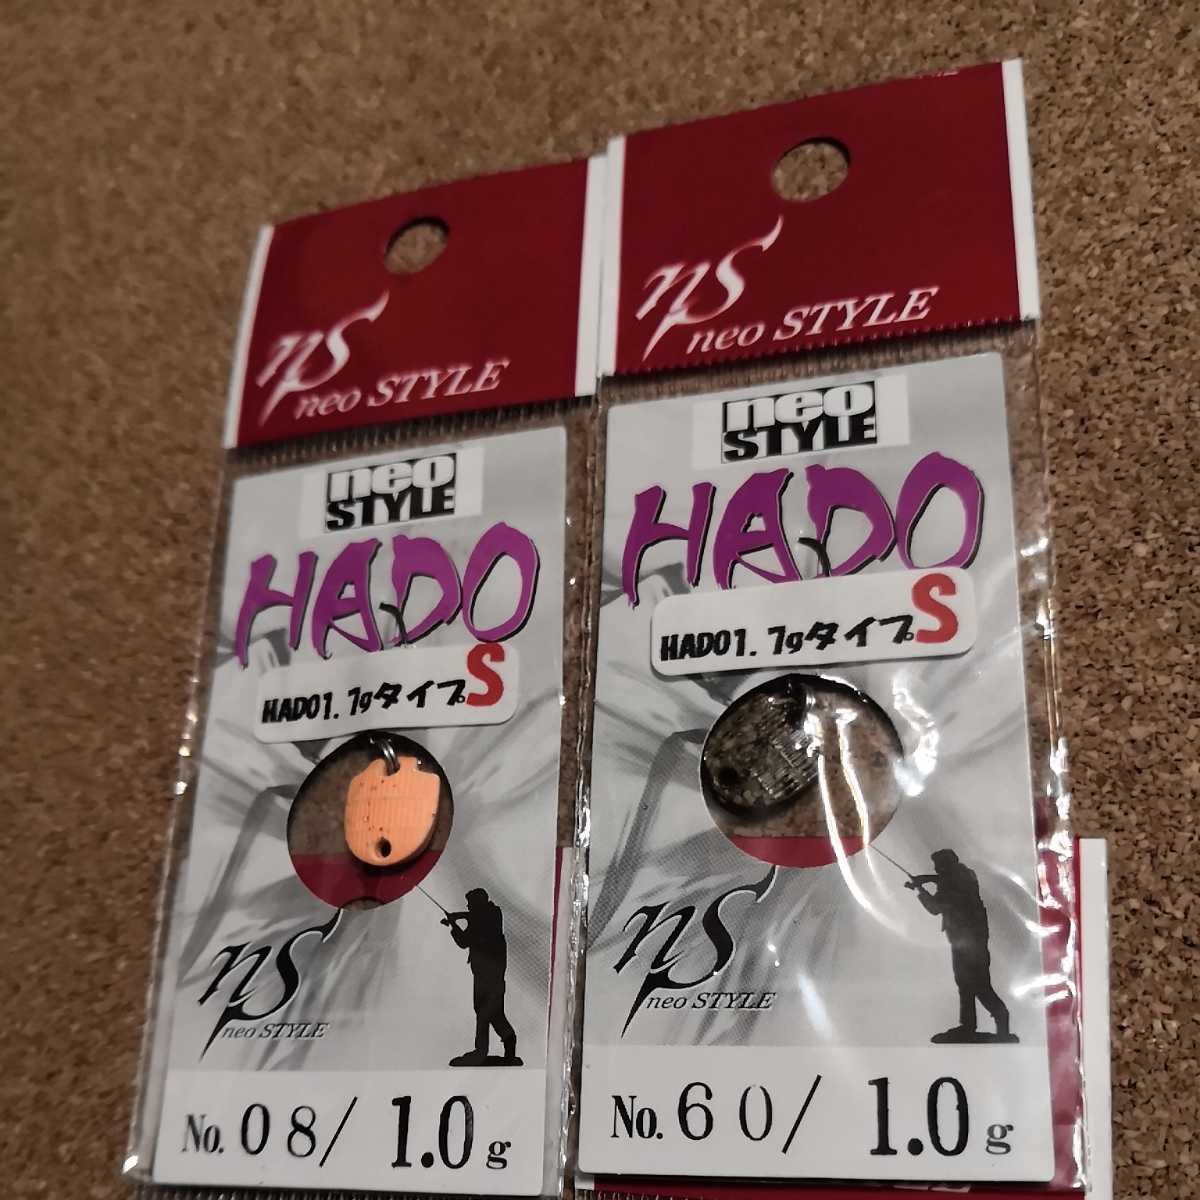 ns
neo STYLE
neo
STYLE
HADO
HADO1.7gタイプS
ns
neo STYLE
No.08/1.0g
ns
neo STYLE
neo
STYLE
HADO
HADO1.7gタイプS
ns
neo STYLE
No.60/1.0g